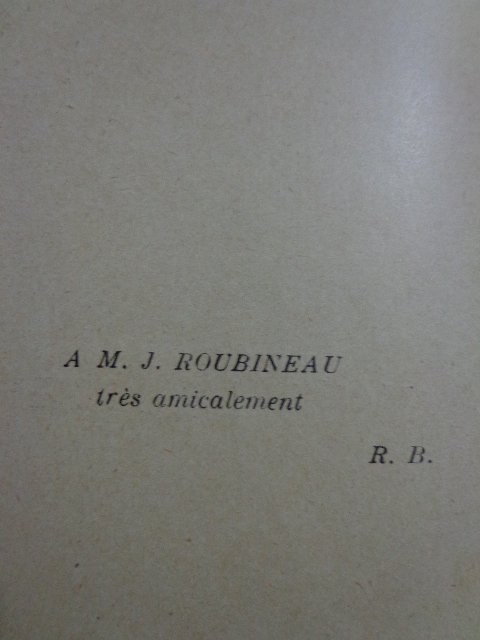 A M. J. ROUBINEAU
très amicalement
R. B.